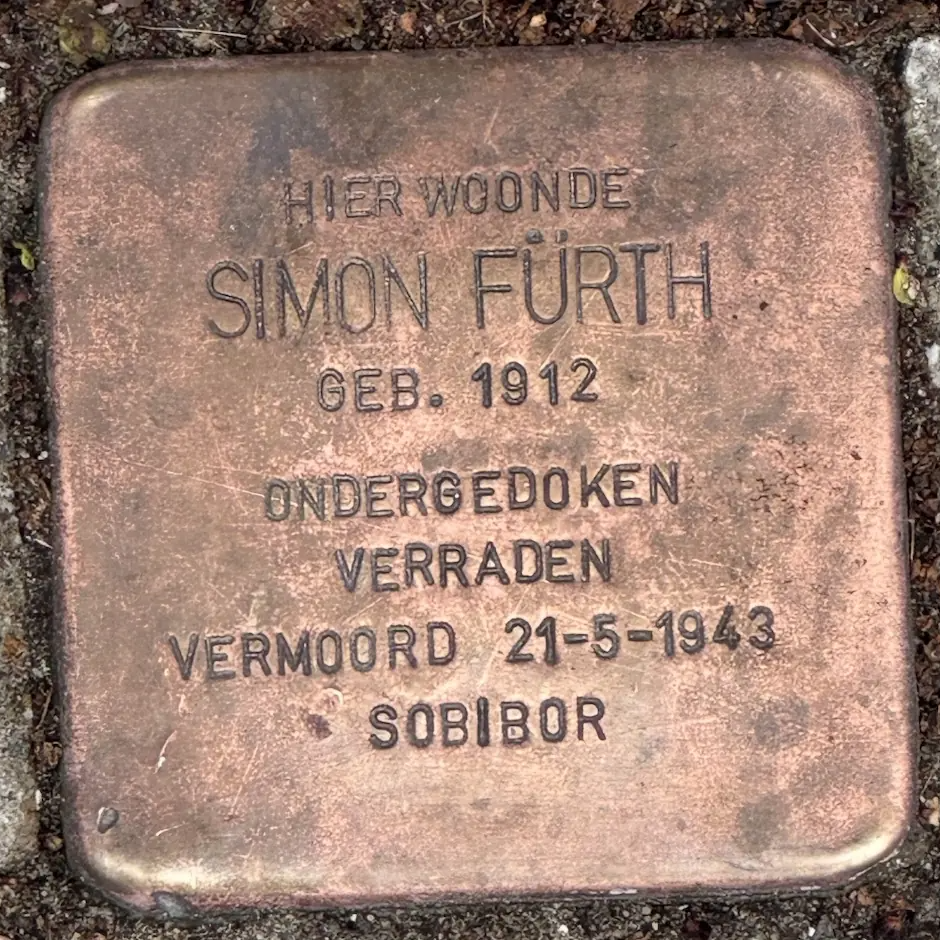 HIER WOONDE
SIMON FÜRTH
GEB. 1912
ONDERGEDOKEN
VERRADEN
VERMOORD 21-5-1943
SOBIBOR